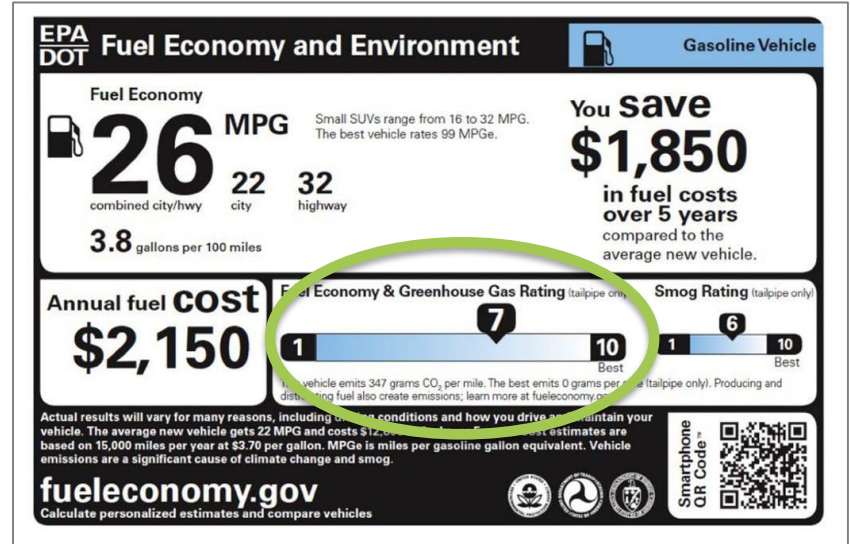 EPA
DOT
Fuel Economy and Environment
Gasoline Vehicle
Fuel Economy
26
MPG
combined city/hwy
22
city
32
highway
3.8 gallons per 100 miles
Small SUVs range from 16 to 32 MPG.
The best vehicle rates 99 MPGe.
You save
$1,850
in fuel costs
over 5 years
compared to the
average new vehicle.
Annual fuel cost
$2,150
Economy & Greenhouse Gas Rating (tailpipe only
1
7
10
Best
vehicle emits 347 grams CO₂ per mile. The best emits 0 grams per (tailpipe only). Producing and
fuel also create emissions; learn more at
Smog Rating (tailpipe only)
1
6
10
Best
Actual results will vary for many reasons, including conditions and how you drive and maintain your
vehicle. The average new vehicle gets 22 MPG and costs estimates are
based on 15,000 miles per year at $3.70 per gallon. MPGe is miles per gasoline gallon equivalent. Vehicle
emissions are a significant cause of climate change and smog.
fueleconomy.gov
Calculate personalized estimates and compare vehicles
Smartphone
QR Code™